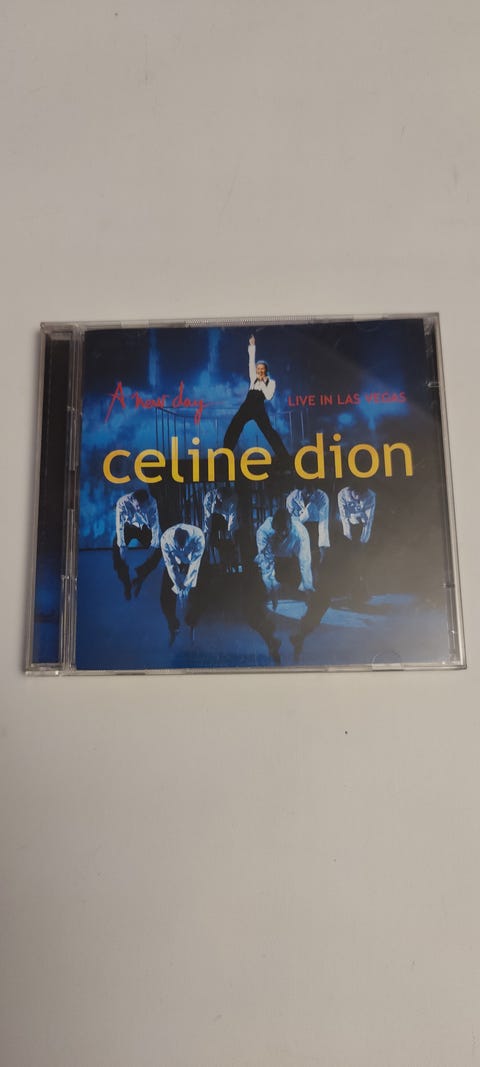 A new day...
LIVE IN LAS VEGAS
celine dion